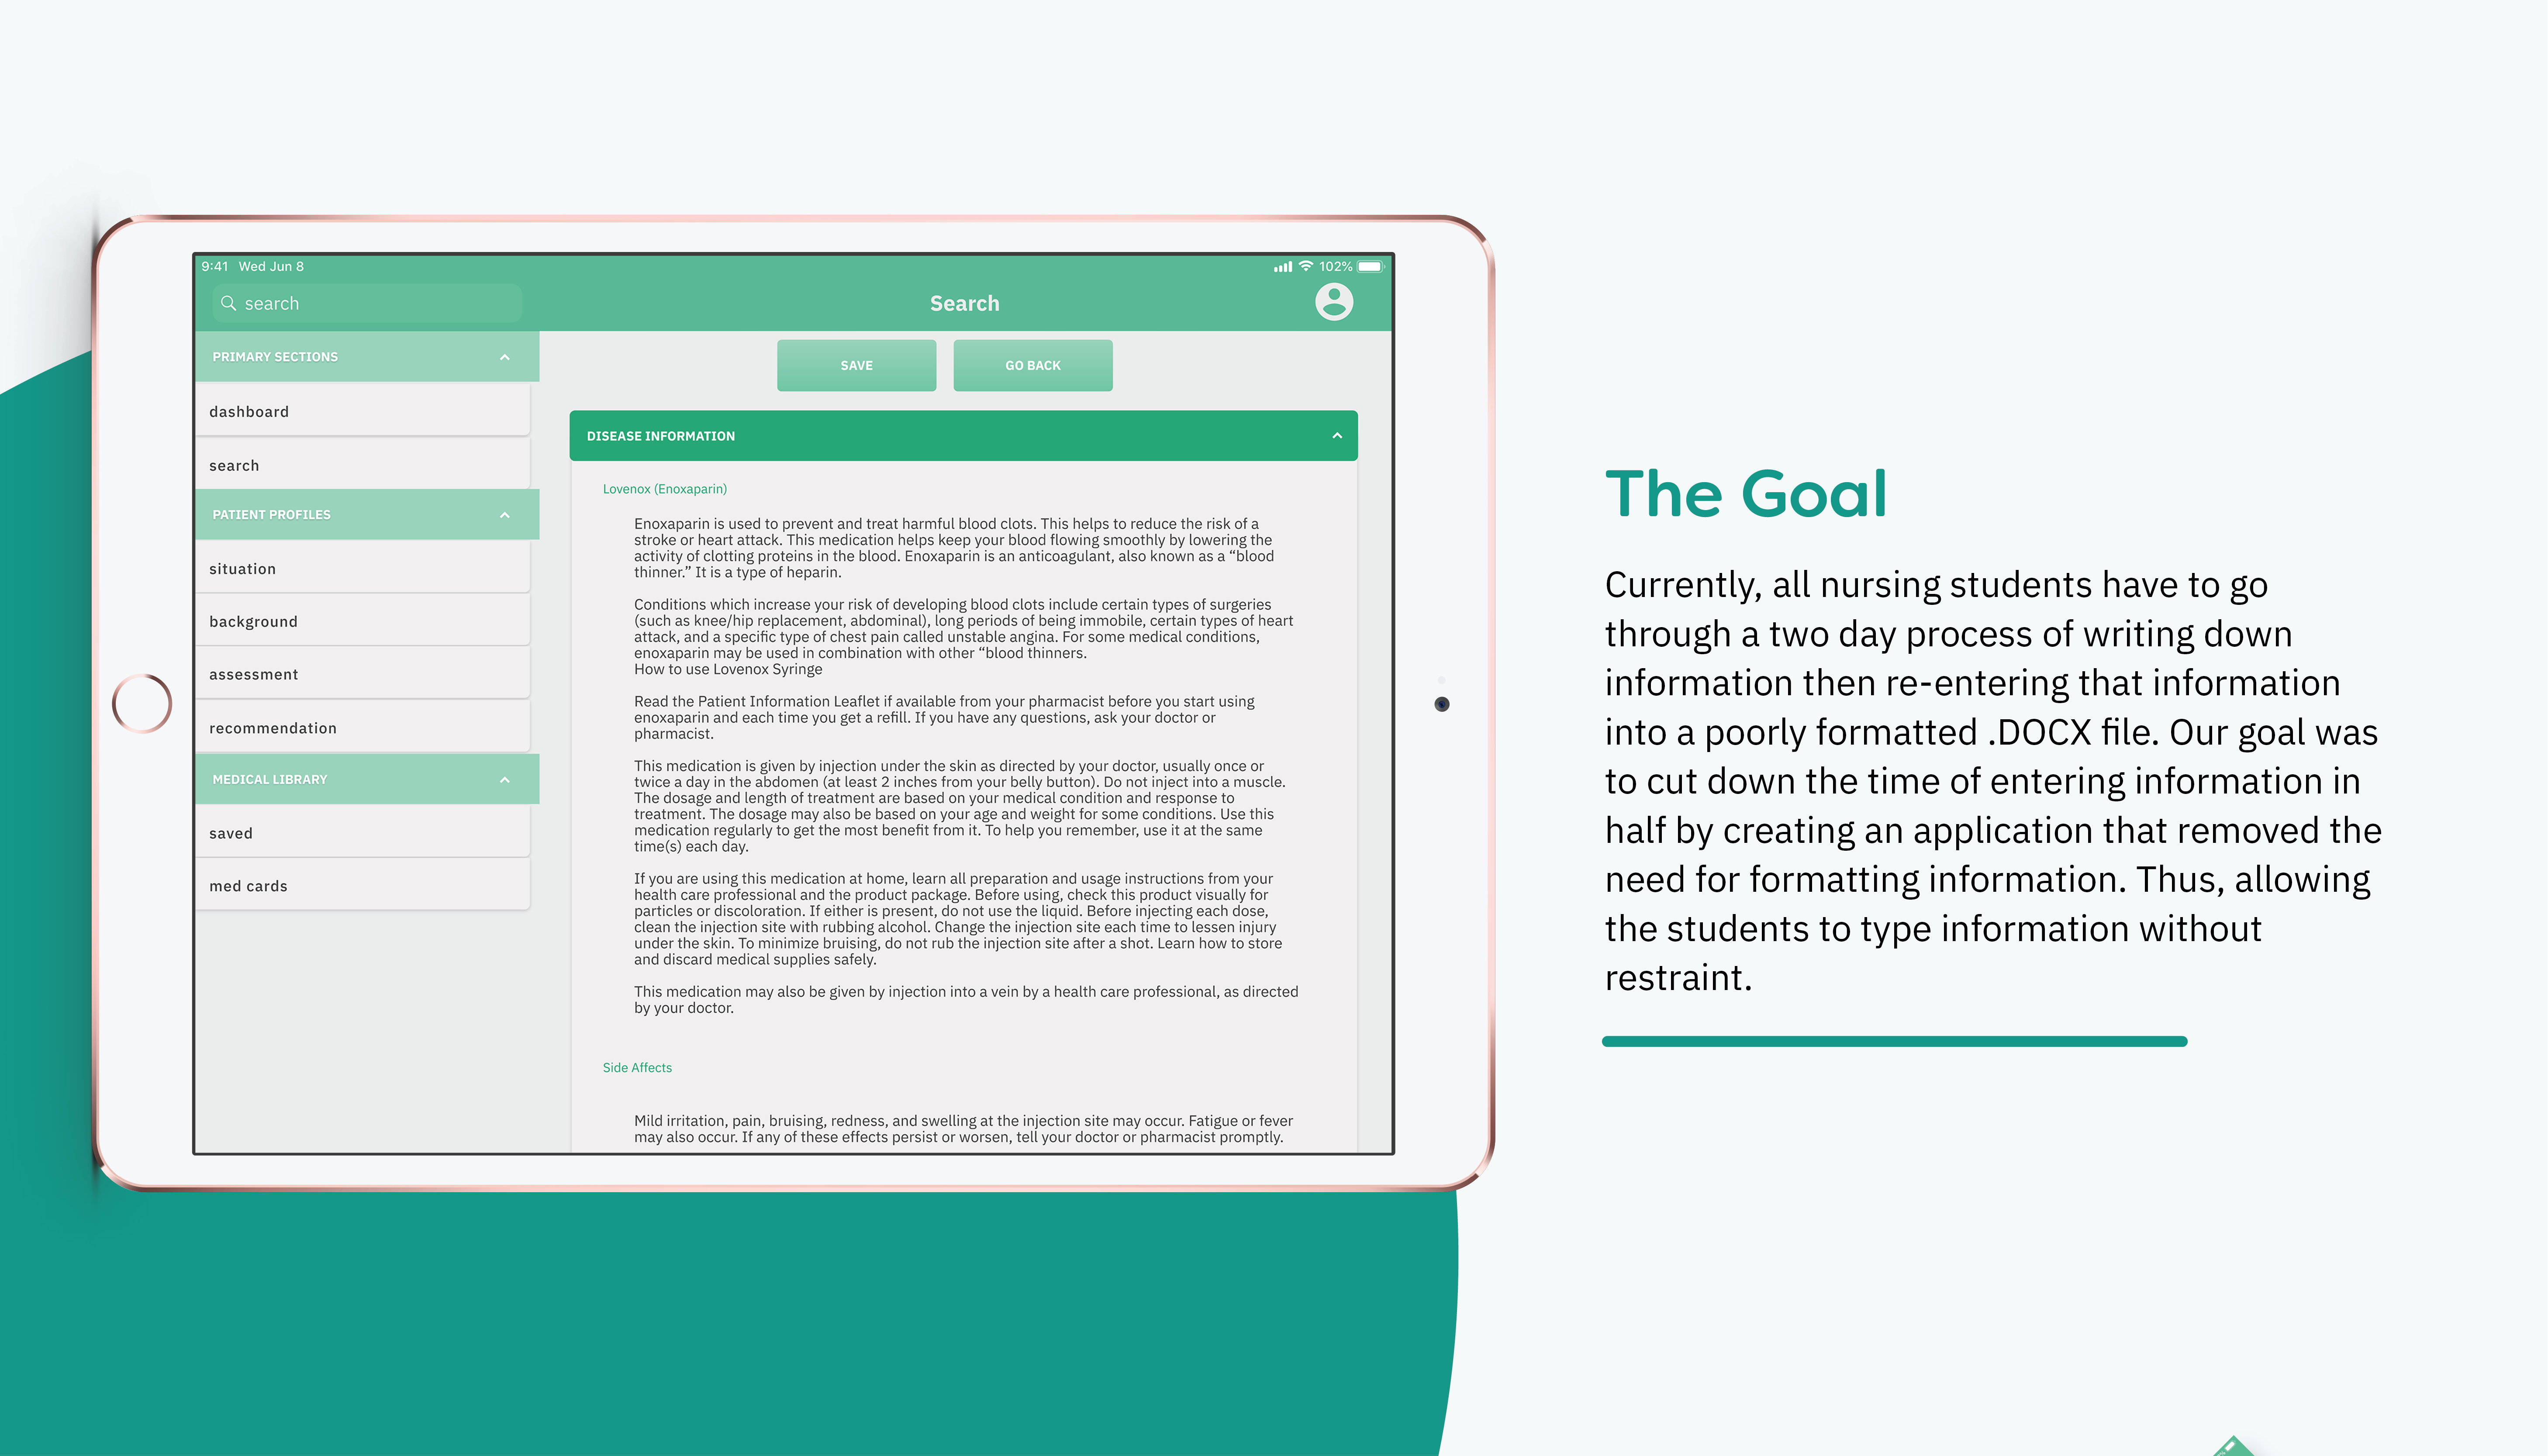 9:41 Wed Jun 8
102%
search
Search
PRIMARY SECTIONS
dashboard
search
PATIENT PROFILES
situation
background
assessment
recommendation
MEDICAL LIBRARY
saved
med cards
SAVE
GO BACK
DISEASE INFORMATION
Lovenox (Enoxaparin)
Enoxaparin is used to prevent and treat harmful blood clots. This helps to reduce the risk of a
stroke or heart attack. This medication helps keep your blood flowing smoothly by lowering the
activity of clotting proteins in the blood. Enoxaparin is an anticoagulant, also known as a “blood
thinner.” It is a type of heparin.
Conditions which increase your risk of developing blood clots include certain types of surgeries
(such as knee/hip replacement, abdominal), long periods of being immobile, certain types of heart
attack, and a specific type of chest pain called unstable angina. For some medical conditions,
enoxaparin may be used in combination with other “blood thinners.
How to use Lovenox Syringe
Read the Patient Information Leaflet if available from your pharmacist before you start using
enoxaparin and each time you get a refill. If you have any questions, ask your doctor or
pharmacist.
This medication is given by injection under the skin as directed by your doctor, usually once or
twice a day in the abdomen (at least 2 inches from your belly button). Do not inject into a muscle.
The dosage and length of treatment are based on your medical condition and response to
treatment. The dosage may also be based on your age and weight for some conditions. Use this
medication regularly to get the most benefit from it. To help you remember, use it at the same
time(s) each day.
If you are using this medication at home, learn all preparation and usage instructions from your
health care professional and the product package. Before using, check this product visually for
particles or discoloration. If either is present, do not use the liquid. Before injecting each dose,
clean the injection site with rubbing alcohol. Change the injection site each time to lessen injury
under the skin. To minimize bruising, do not rub the injection site after a shot. Learn how to store
and discard medical supplies safely.
This medication may also be given by injection into a vein by a health care professional, as directed
by your doctor.
Side Affects
Mild irritation, pain, bruising, redness, and swelling at the injection site may occur. Fatigue or fever
may also occur. If any of these effects persist or worsen, tell your doctor or pharmacist promptly.
The Goal
Currently, all nursing students have to go
through a two day process of writing down
information then re-entering that information
into a poorly formatted .DOCX file. Our goal was
to cut down the time of entering information in
half by creating an application that removed the
need for formatting information. Thus, allowing
the students to type information without
restraint.